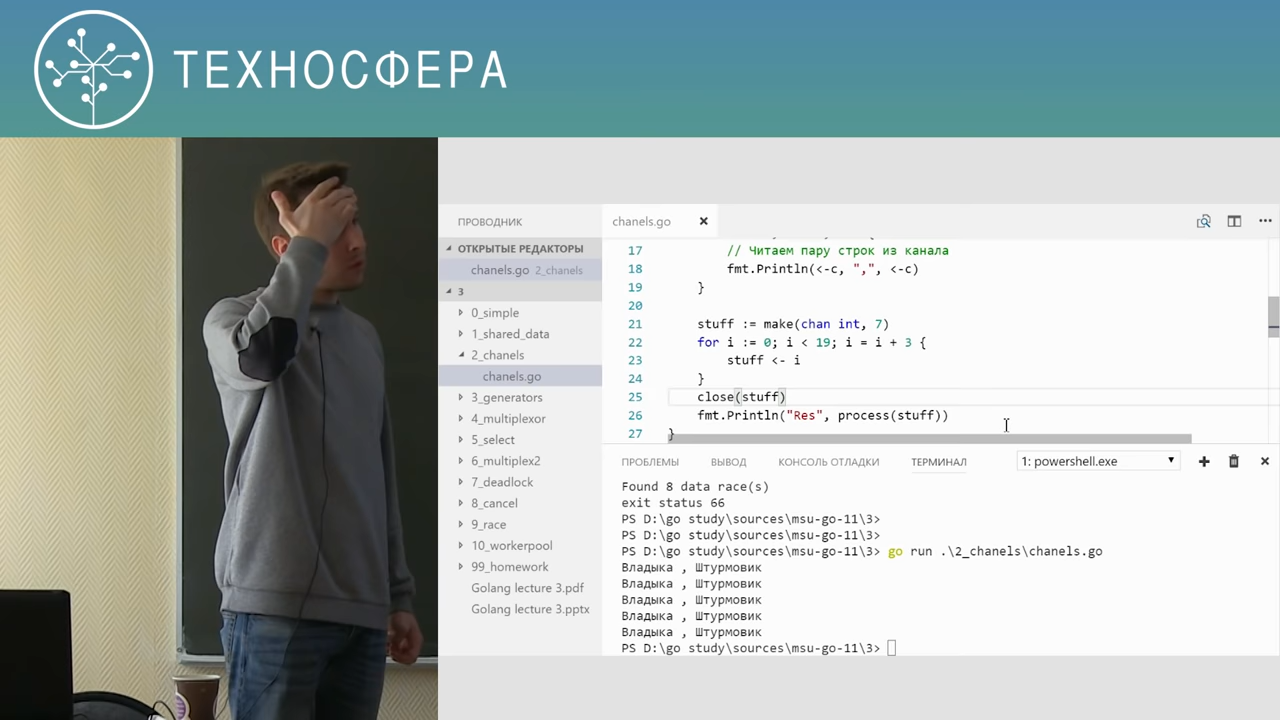 ТЕХНОСФЕРА
ПРОВОДНИК
ОТКРЫТЫЕ РЕДАКТОРЫ
chanels.go 2_chanels
3
0_simple
1_shared_data
2_chanels
chanels.go
3_generators
4_multiplexor
5_select
6_multiplex2
7_deadlock
8_cancel
9_race
10_workerpool
99_homework
Golang lecture 3.pdf
Golang lecture 3.pptx
chanels.go
17 // Читаем пару строк из канала
18 fmt.Println(<-c, ",", <-c)
19 }
20
21 stuff := make(chan int, 7)
22 for i := 0; i < 19; i = i + 3 {
23 stuff <- i
24 }
25 close(stuff)
26 fmt.Println("Res", process(stuff))
27 }
ПРОБЛЕМЫ ВЫВОД КОНСОЛЬ ОТЛАДКИ ТЕРМИНАЛ 1: powershell.exe
Found 8 data race(s)
exit status 66
PS D:\go study\sources\msu-go-11\3>
PS D:\go study\sources\msu-go-11\3>
PS D:\go study\sources\msu-go-11\3> go run .\2_chanels\chanels.go
Владыка , Штурмовик
Владыка , Штурмовик
Владыка , Штурмовик
Владыка , Штурмовик
Владыка , Штурмовик
PS D:\go study\sources\msu-go-11\3>